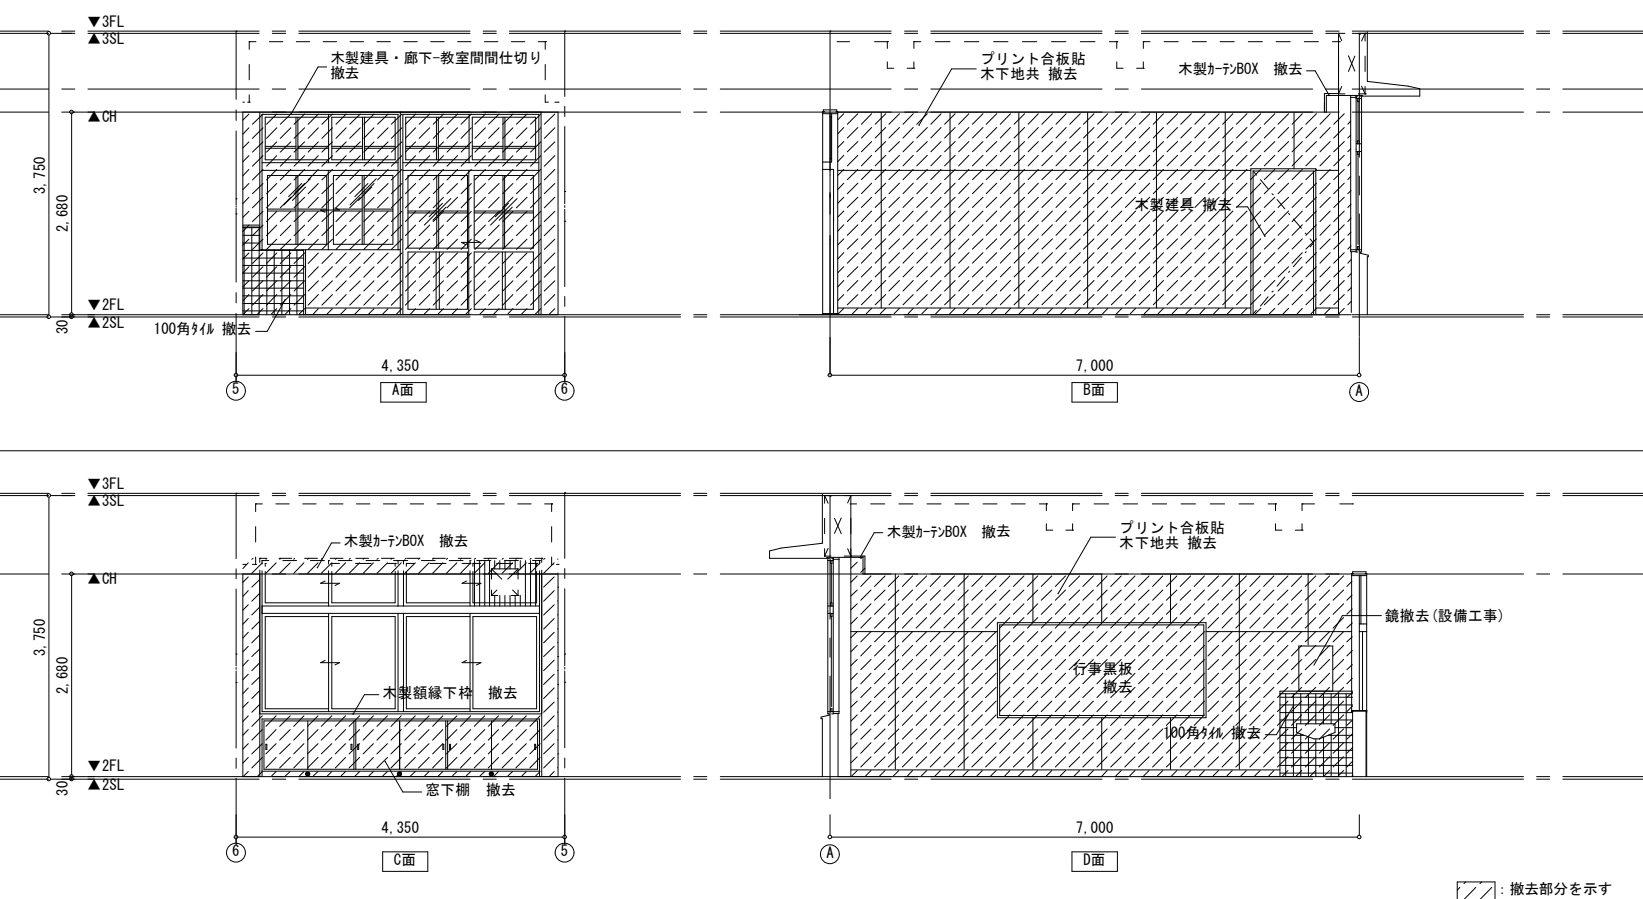 ▼3FL
▲3SL
木製建具・廊下-教室間間仕切り
撤去
▲CH
3,750
2,680
▼2FL
30
▲2SL
100角ﾀｲﾙ 撤去
4,350
5
A面
6
プリント合板貼
木下地共 撤去
木製ｶｰﾃﾝBOX 撤去
木製建具 撤去
7,000
B面
A
▼3FL
▲3SL
木製ｶｰﾃﾝBOX 撤去
▲CH
3,750
2,680
木製額縁下枠 撤去
▼2FL
30
▲2SL
窓下棚 撤去
4,350
6
C面
5
木製ｶｰﾃﾝBOX 撤去
プリント合板貼
木下地共 撤去
鏡撤去(設備工事)
行事黒板
撤去
100角ﾀｲﾙ 撤去
7,000
A
D面
: 撤去部分を示す